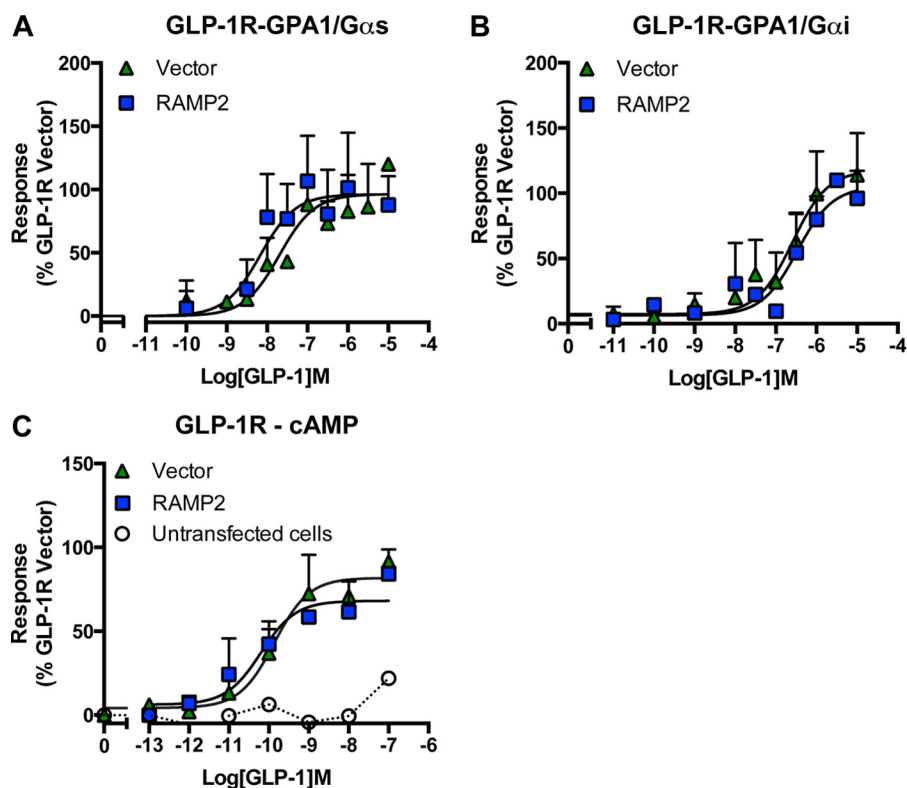 A
GLP-1R-GPA1/Gαs
Response
(% GLP-1R Vector)
200
150
100
50
0
Vector
RAMP2
0
-11
-10
-9
-8
-7
-6
-5
-4
Log[GLP-1]M
B
GLP-1R-GPA1/Gαi
Response
(% GLP-1R Vector)
200
150
100
50
0
Vector
RAMP2
0
-11
-10
-9
-8
-7
-6
-5
-4
Log[GLP-1]M
C
GLP-1R - cAMP
Response
(% GLP-1R Vector)
150
100
50
0
Vector
RAMP2
Untransfected cells
0
-13
-12
-11
-10
-9
-8
-7
-6
Log[GLP-1]M